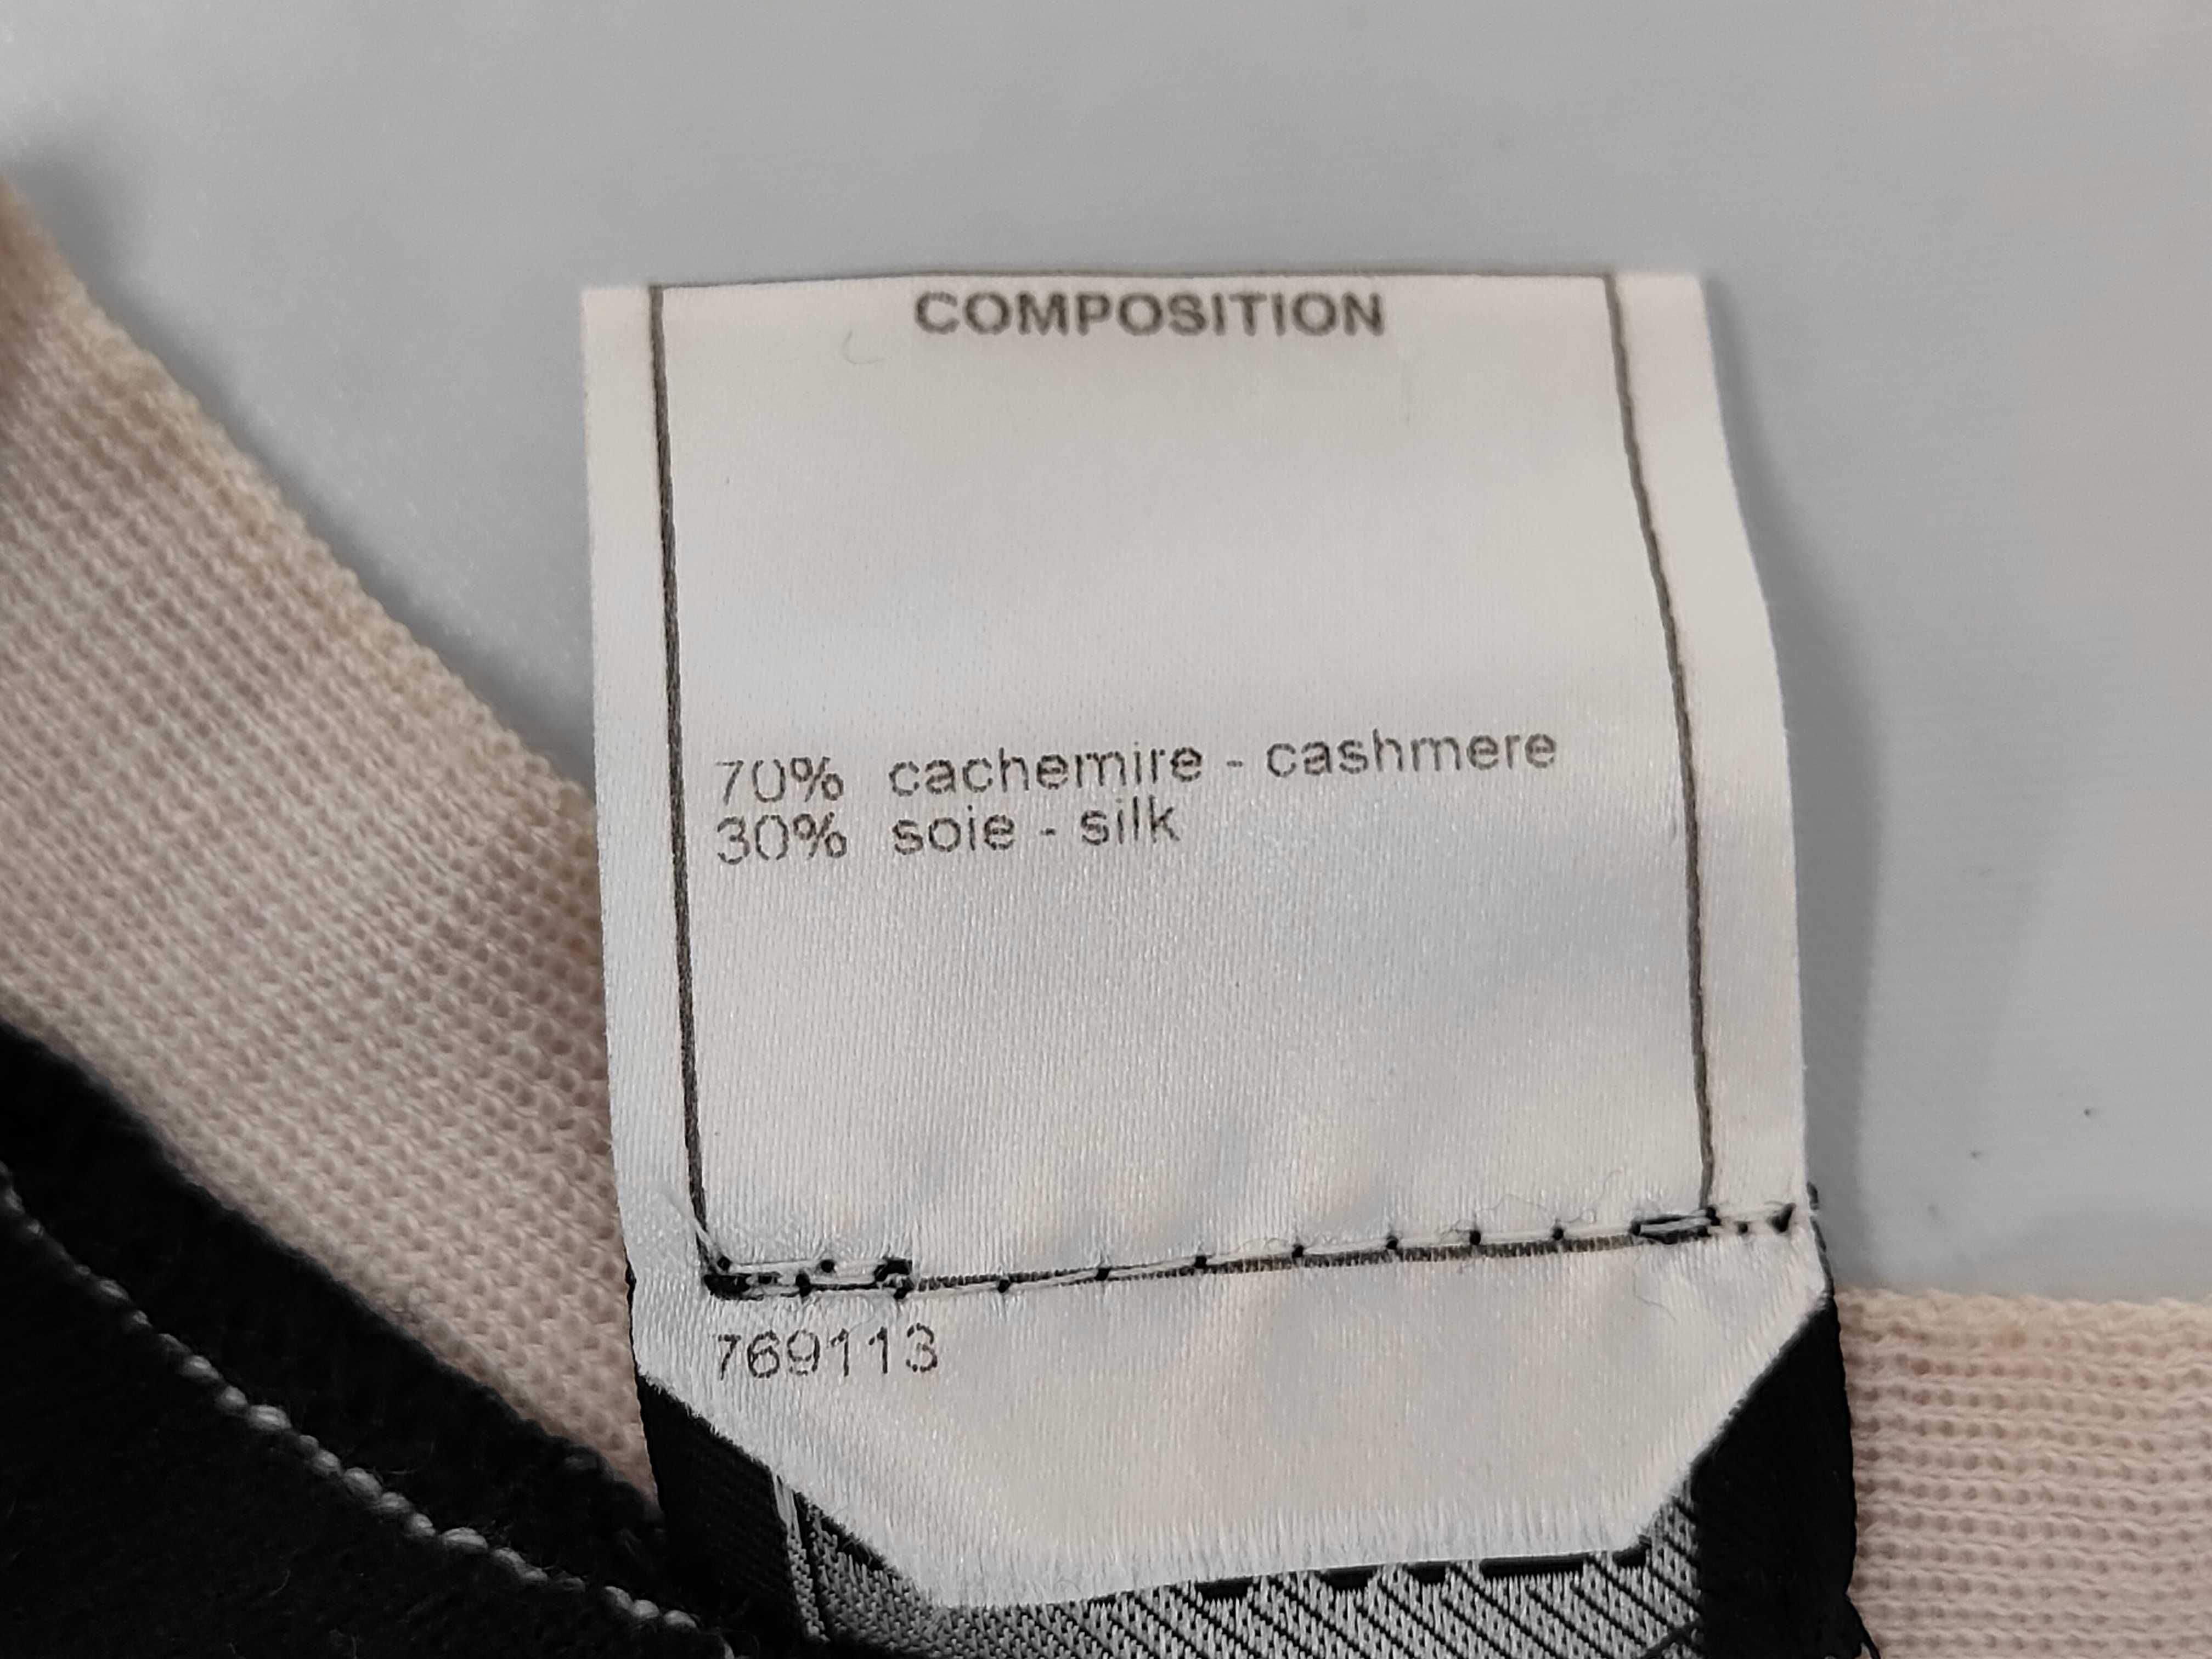 COMPOSITION
70% cachemire - cashmere
30% soie - silk
769113